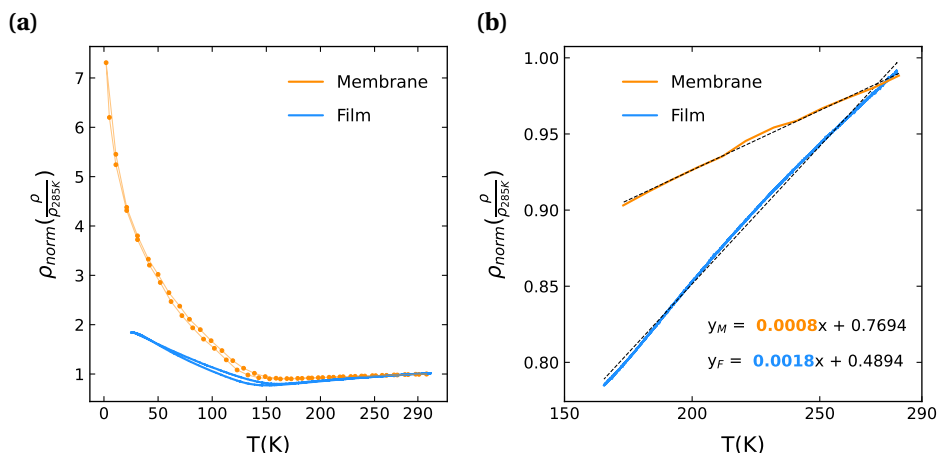 (a)
7
6
5
4
3
2
1
0 50 100 150 200 250 290
T(K)
ρnorm(ρ/ρ285K)
Membrane
Film
(b)
1.00
0.95
0.90
0.85
0.80
150 200 250 290
T(K)
ρnorm(ρ/ρ285K)
Membrane
Film
yM = 0.0008x + 0.7694
yF = 0.0018x + 0.4894